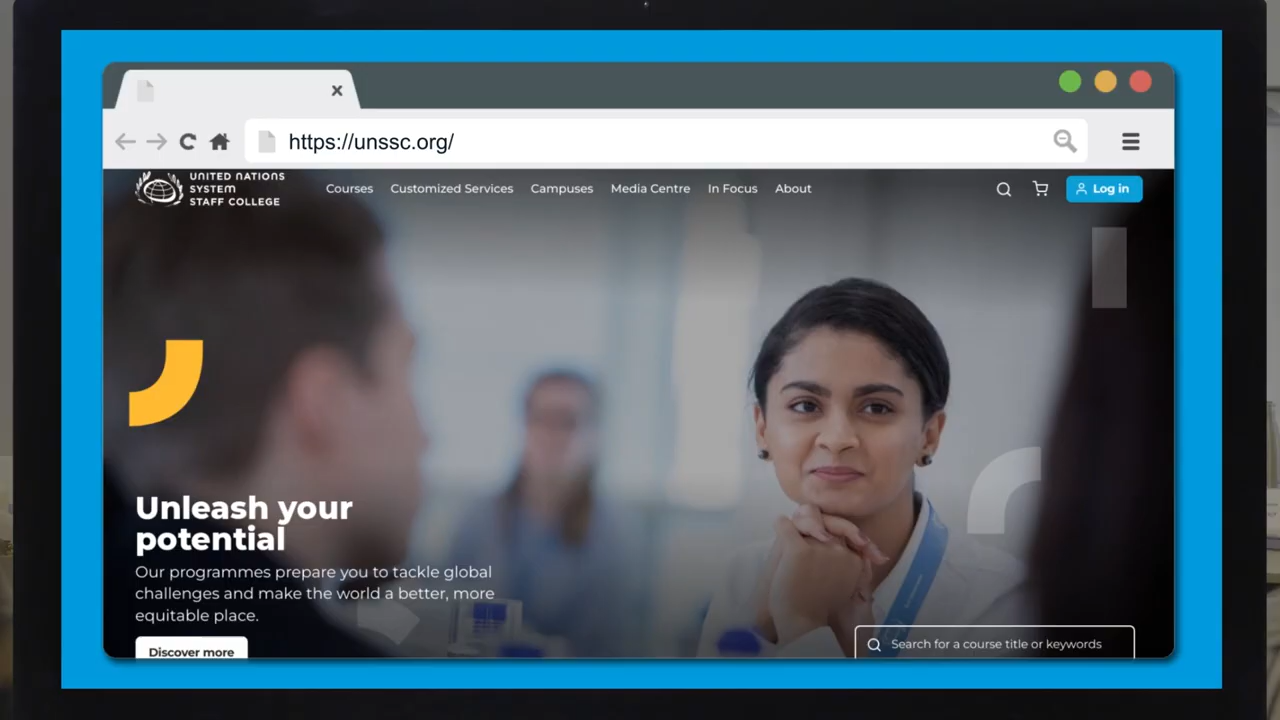 x
https://unssc.org/
UNITED NATIONS
SYSTEM
STAFF COLLEGE
Courses
Customized Services
Campuses
Media Centre
In Focus
About
Log in
Unleash your
potential
Our programmes prepare you to tackle global
challenges and make the world a better, more
equitable place.
Discover more
Search for a course title or keywords